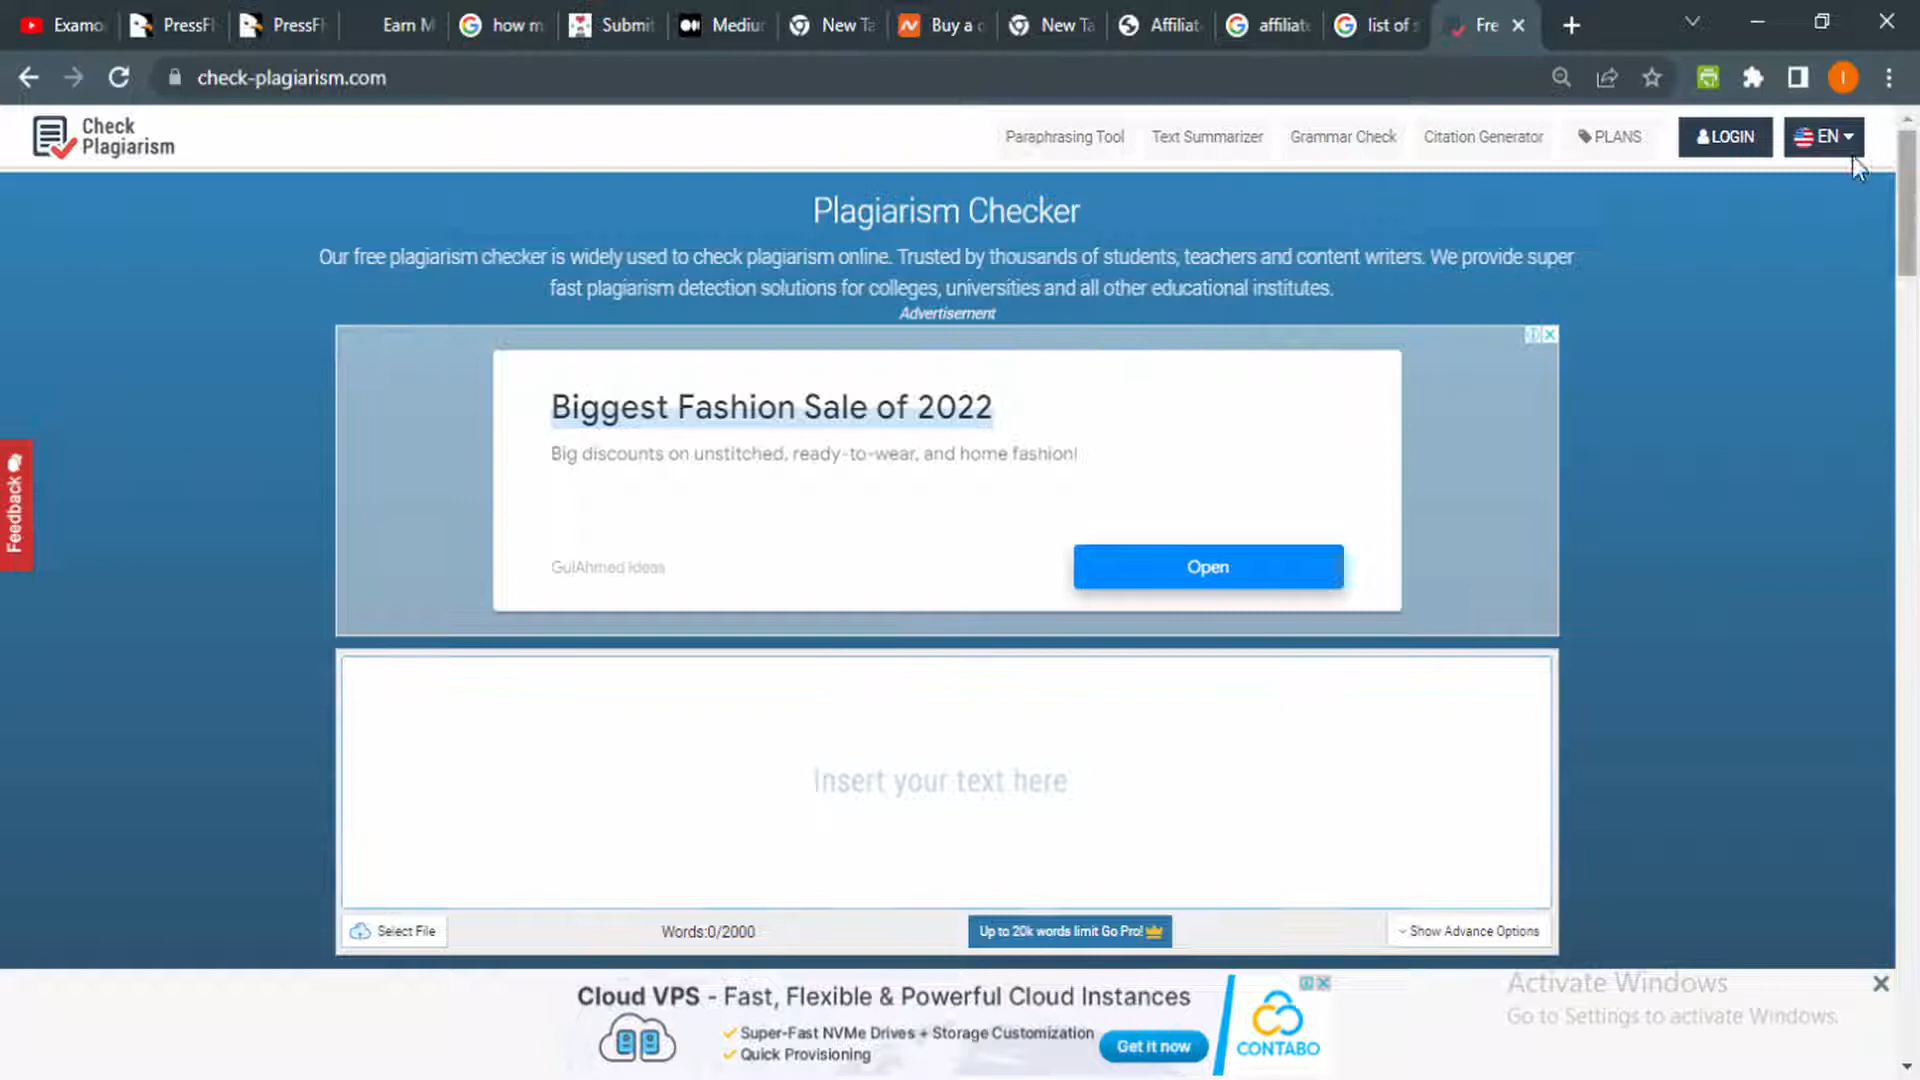 Examo
PressFl
PressFl
Earn M
how m
Submit
Mediu
New Ta
Buy a
New Ta
Affiliat
affiliat
list of
Fre
check-plagiarism.com
Check
Plagiarism
Paraphrasing Tool
Text Summarizer
Grammar Check
Citation Generator
PLANS
LOGIN
EN
Plagiarism Checker
Our free plagiarism checker is widely used to check plagiarism online. Trusted by thousands of students, teachers and content writers. We provide super
fast plagiarism detection solutions for colleges, universities and all other educational institutes.
Advertisement
Biggest Fashion Sale of 2022
Big discounts on unstitched, ready-to-wear, and home fashion!
GulAhmed Ideas
Open
Feedback
Insert your text here
Select File
Words:0/2000
Up to 20k words limit Go Pro!
Show Advance Options
Cloud VPS - Fast, Flexible & Powerful Cloud Instances
Super-Fast NVMe Drives + Storage Customization
Quick Provisioning
Get it now
CONTABO
Activate Windows
Go to Settings to activate Windows.